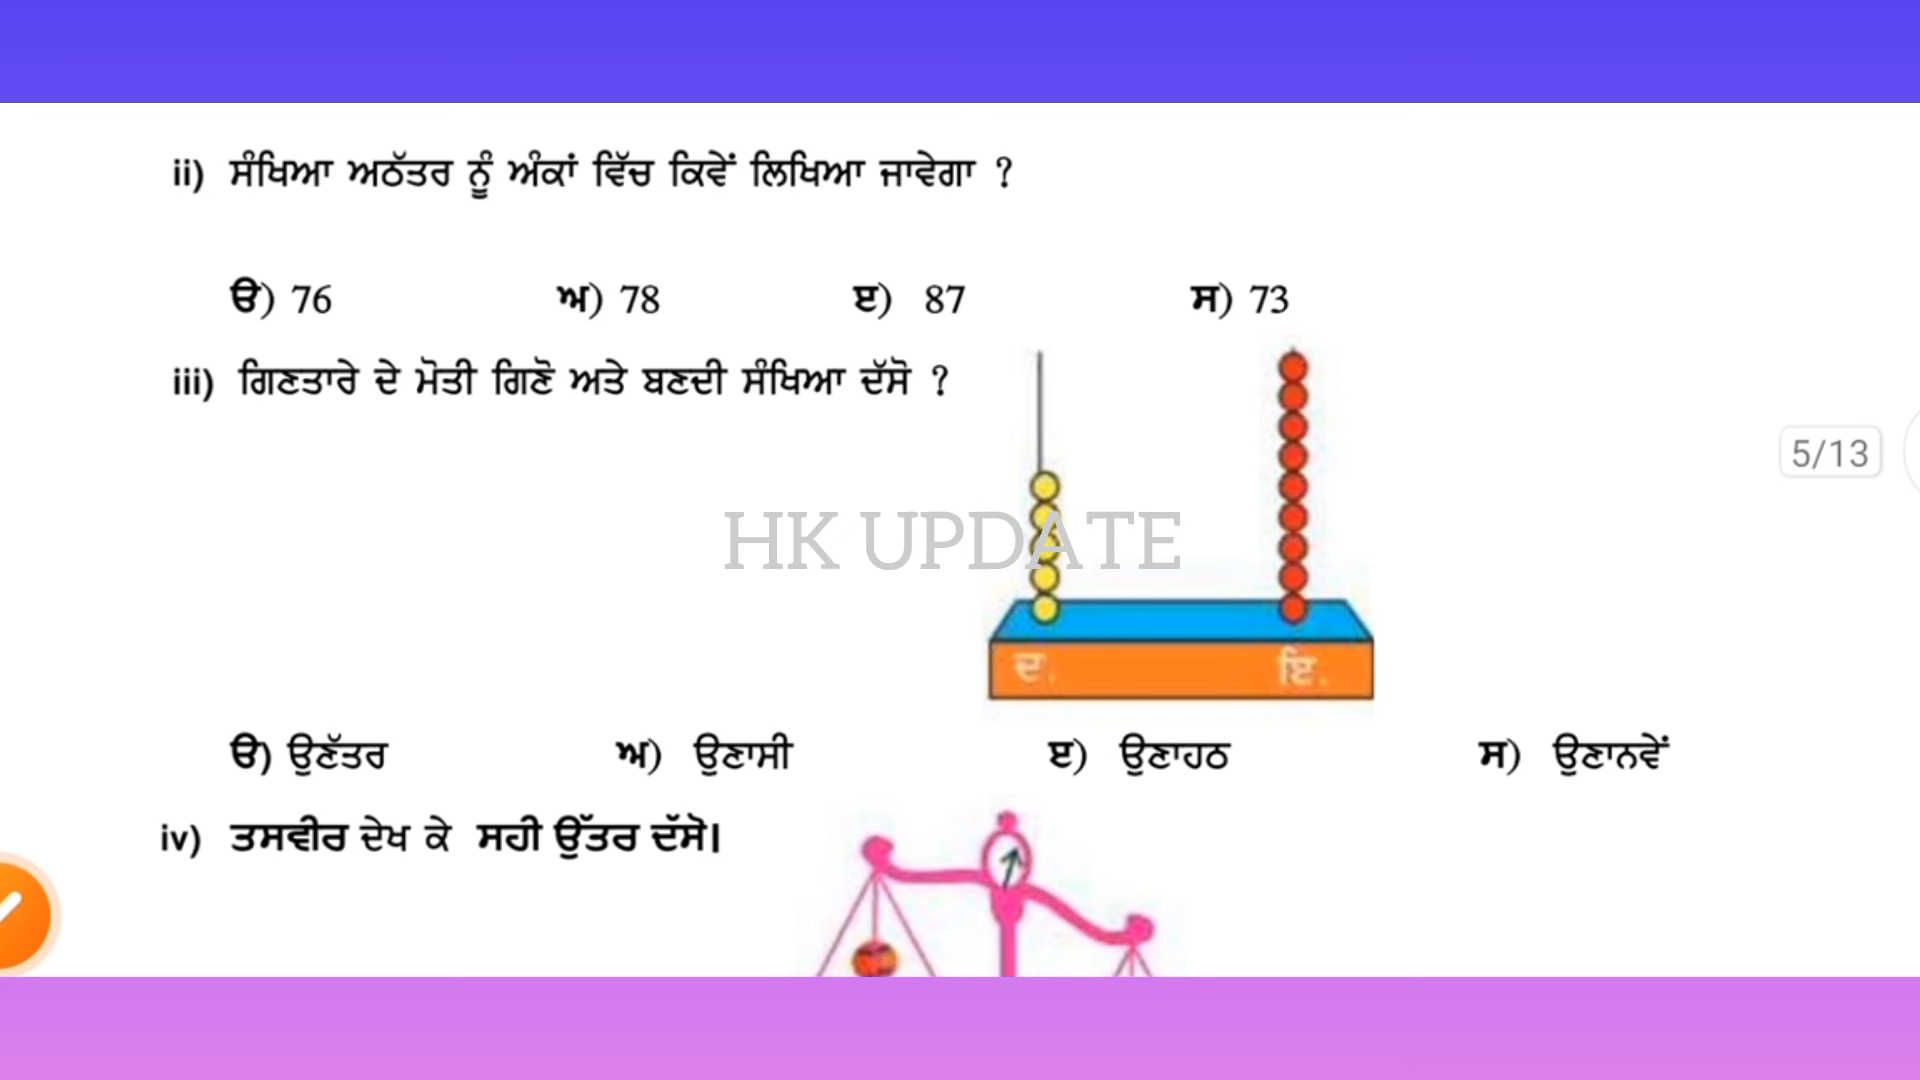 ii) ਸੰਖਿਆ ਅਠੱਤਰ ਨੂੰ ਅੰਕਾਂ ਵਿੱਚ ਕਿਵੇਂ ਲਿਖਿਆ ਜਾਵੇਗਾ ?
ੳ) 76 ਅ) 78 ੲ) 87 ਸ) 73
iii) ਗਿਣਤਾਰੇ ਦੇ ਮੋਤੀ ਗਿਣੋ ਅਤੇ ਬਣਦੀ ਸੰਖਿਆ ਦੱਸੋ ?
5/13
HK UPDATE
ਦ. ਇ.
ੳ) ਉਣੱਤਰ ਅ) ਉਣਾਸੀ ੲ) ਉਣਾਹਠ ਸ) ਉਣਾਨਵੇਂ
iv) ਤਸਵੀਰ ਦੇਖ ਕੇ ਸਹੀ ਉੱਤਰ ਦੱਸੋ।